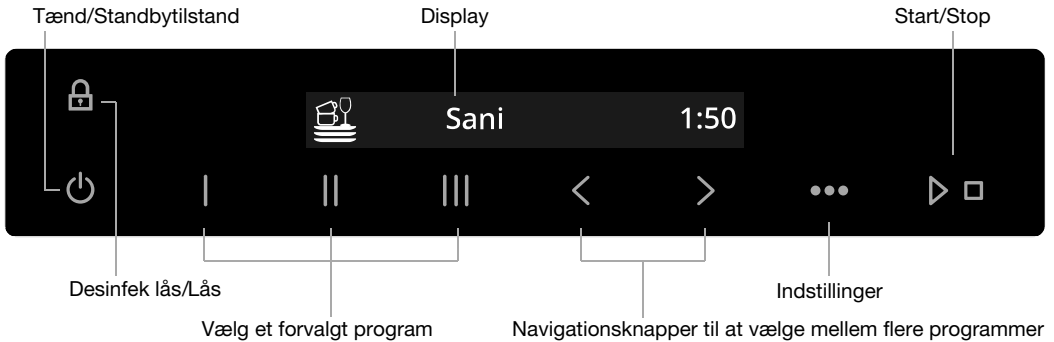 Tænd/Standbytilstand Display Start/Stop
Sani 1:50
Desinfek lås/Lås Indstillinger
Vælg et forvalgt program Navigationsknapper til at vælge mellem flere programmer